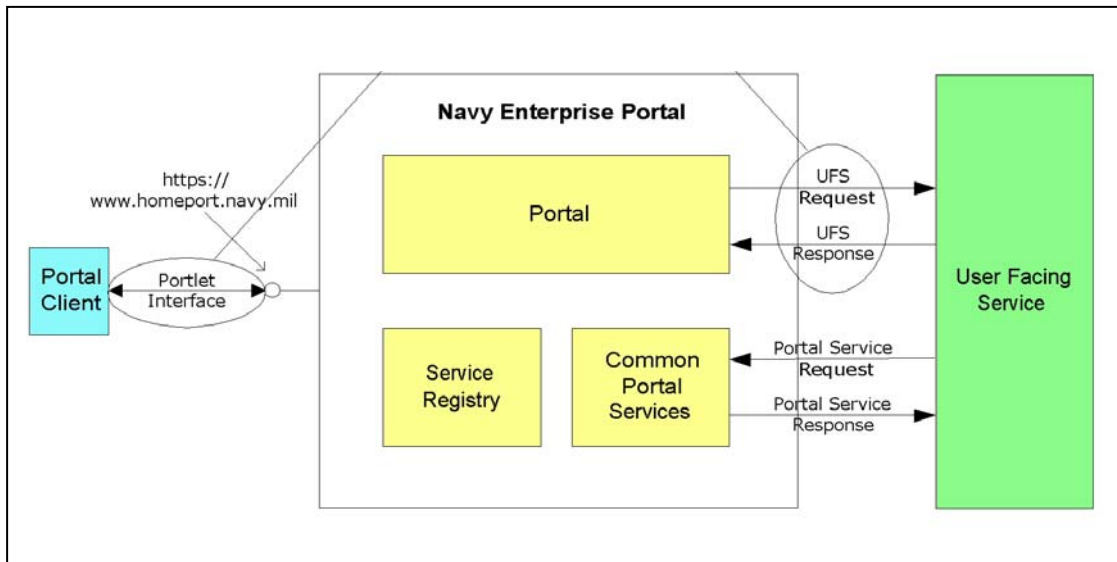 Navy Enterprise Portal
https://
www.homeport.navy.mil
Portal
Client
Portlet
Interface
Portal
UFS
Request
UFS
Response
User Facing
Service
Service
Registry
Common
Portal
Services
Portal Service
Request
Portal Service
Response